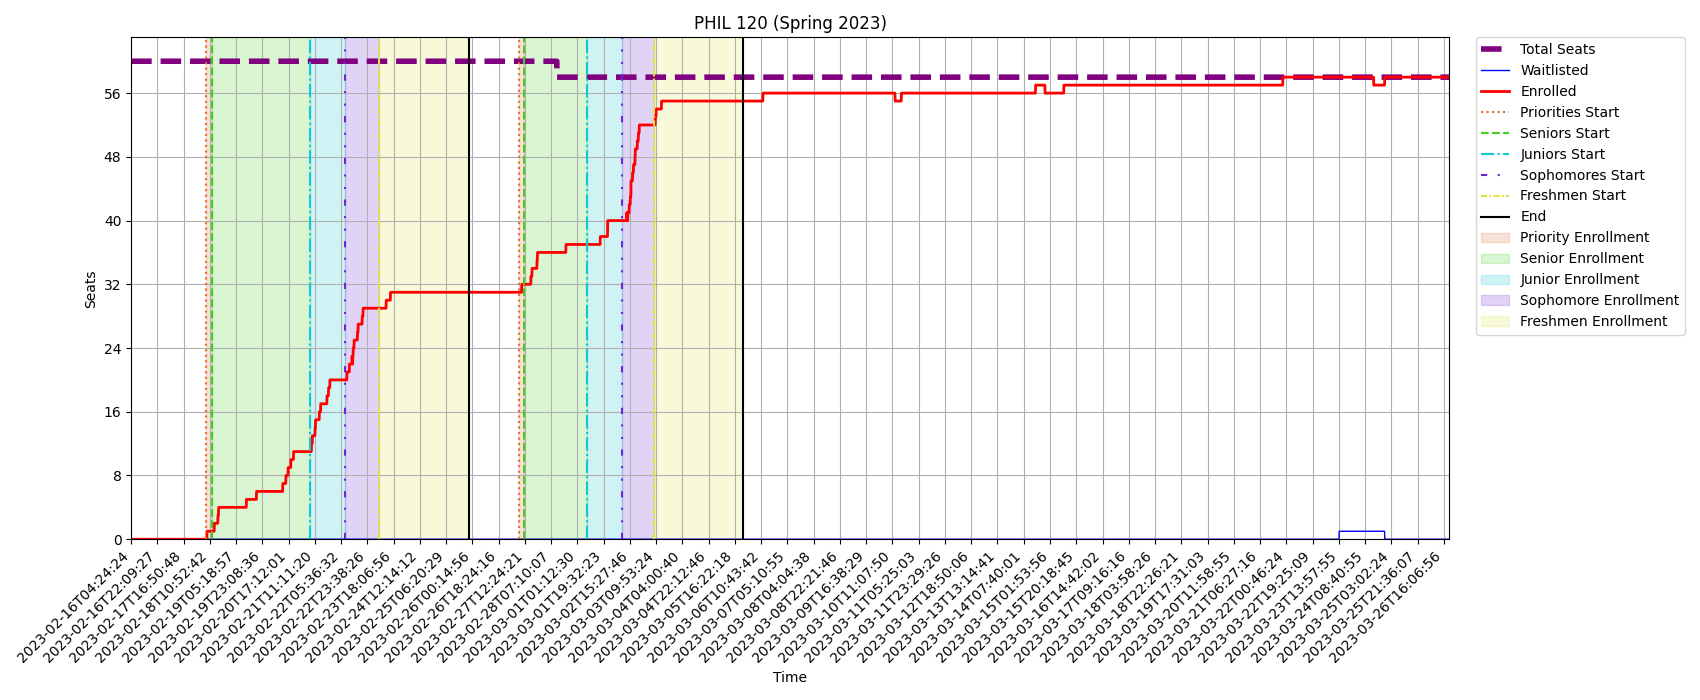 PHIL 120 (Spring 2023)
Seats
56
48
40
32
24
16
8
0
2023-02-16T04:24:24
2023-02-16T22:09:27
2023-02-17T16:50:48
2023-02-18T10:52:42
2023-02-19T05:18:57
2023-02-19T23:08:36
2023-02-20T17:12:01
2023-02-21T11:11:20
2023-02-22T05:36:32
2023-02-22T23:38:26
2023-02-23T18:06:56
2023-02-24T12:14:12
2023-02-25T06:20:29
2023-02-26T00:14:56
2023-02-26T18:24:16
2023-02-27T12:24:21
2023-02-28T07:10:07
2023-03-01T01:12:30
2023-03-01T19:32:23
2023-03-02T15:27:46
2023-03-03T09:53:24
2023-03-04T04:00:40
2023-03-04T22:12:46
2023-03-05T16:22:18
2023-03-06T10:43:42
2023-03-07T05:10:55
2023-03-08T04:04:38
2023-03-08T22:21:46
2023-03-09T16:38:29
2023-03-10T11:07:50
2023-03-11T05:25:03
2023-03-11T23:29:26
2023-03-12T18:50:06
2023-03-13T13:14:41
2023-03-14T07:40:01
2023-03-15T01:53:56
2023-03-15T20:18:45
2023-03-16T14:42:02
2023-03-17T09:16:16
2023-03-18T03:58:26
2023-03-18T22:26:21
2023-03-19T17:31:03
2023-03-20T11:58:55
2023-03-21T06:27:16
2023-03-22T00:46:24
2023-03-22T19:25:09
2023-03-23T13:57:55
2023-03-24T08:40:55
2023-03-25T03:02:24
2023-03-25T21:36:07
2023-03-26T16:06:56
Time
Total Seats
Waitlisted
Enrolled
Priorities Start
Seniors Start
Juniors Start
Sophomores Start
Freshmen Start
End
Priority Enrollment
Senior Enrollment
Junior Enrollment
Sophomore Enrollment
Freshmen Enrollment